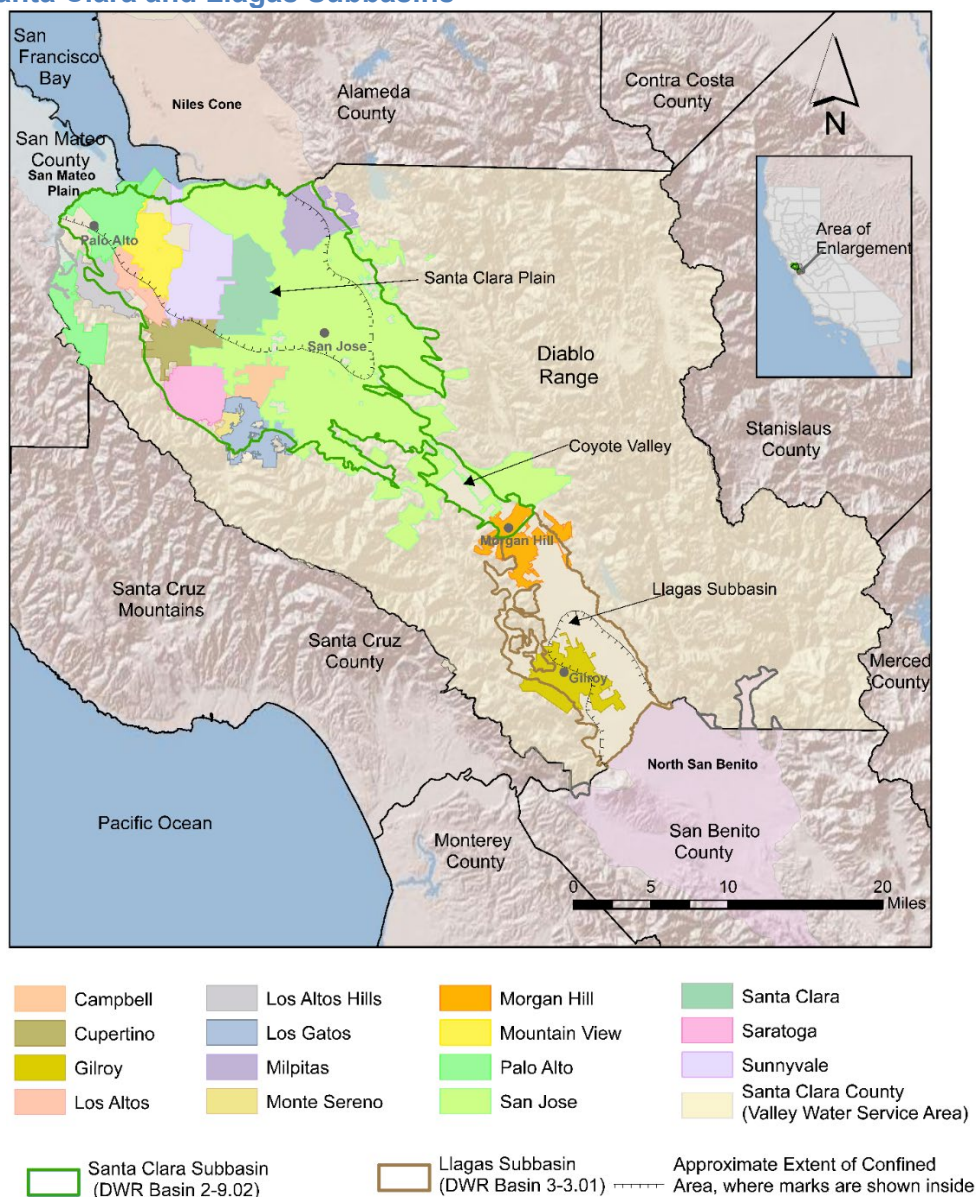 Santa Clara and Llagas Subbasins
San
Francisco
Bay
Niles Cone
Alameda
County
Contra Costa
County
N
San Mateo
County
San Mateo
Plain
Palo Alto
Area of
Enlargement
Santa Clara Plain
San Jose
Diablo
Range
Stanislaus
County
Coyote Valley
Morgan Hill
Santa Cruz
Mountains
Llagas Subbasin
Santa Cruz
County
Merced
County
Gilroy
North San Benito
Pacific Ocean
Monterey
County
San Benito
County
0 5 10 20
Miles
Campbell
Los Altos Hills
Morgan Hill
Santa Clara
Cupertino
Los Gatos
Mountain View
Saratoga
Gilroy
Milpitas
Palo Alto
Sunnyvale
Los Altos
Monte Sereno
San Jose
Santa Clara County
(Valley Water Service Area)
Santa Clara Subbasin
(DWR Basin 2-9.02)
Llagas Subbasin
(DWR Basin 3-3.01)
Approximate Extent of Confined
Area, where marks are shown inside